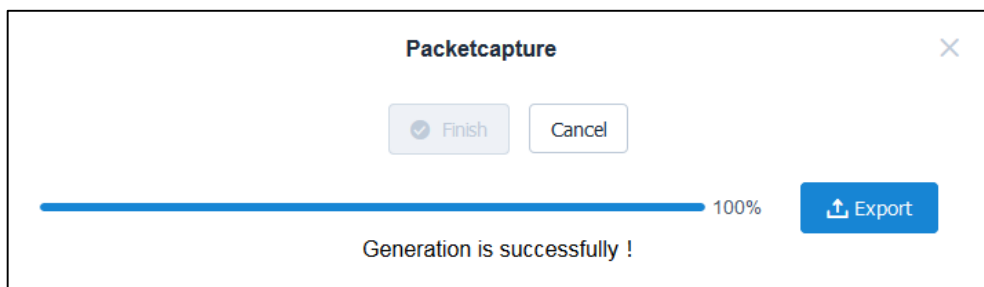 Packetcapture
Finish
Cancel
100%
Export
Generation is successfully !